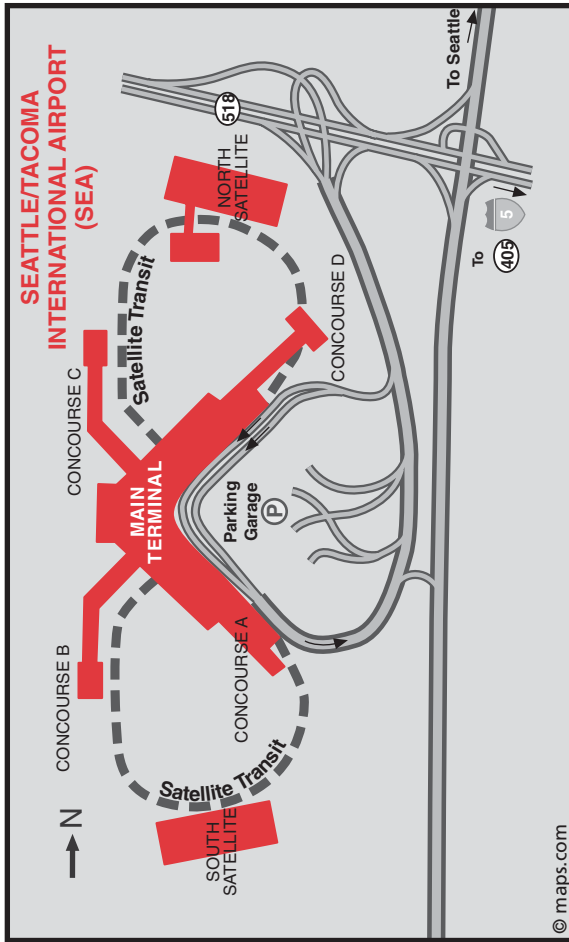 SEATTLE/TACOMA
INTERNATIONAL AIRPORT
(SEA)
N
CONCOURSE B
CONCOURSE C
Satellite Transit
MAIN
TERMINAL
NORTH
SATELLITE
518
SOUTH
SATELLITE
Satellite Transit
CONCOURSE A
Parking
Garage
P
CONCOURSE D
To Seattle
To
405
5
© maps.com